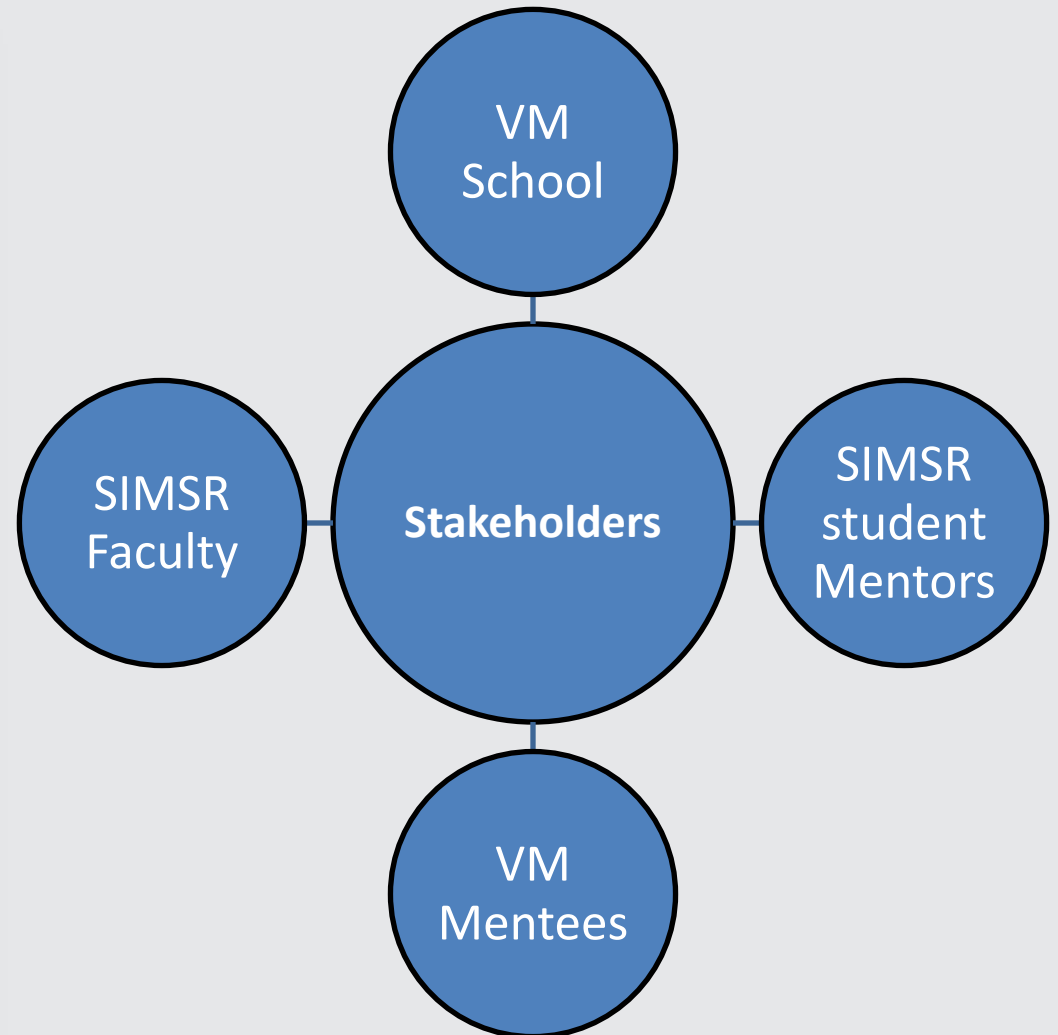 VM
School
SIMSR
Faculty
Stakeholders
SIMSR
student
Mentors
VM
Mentees